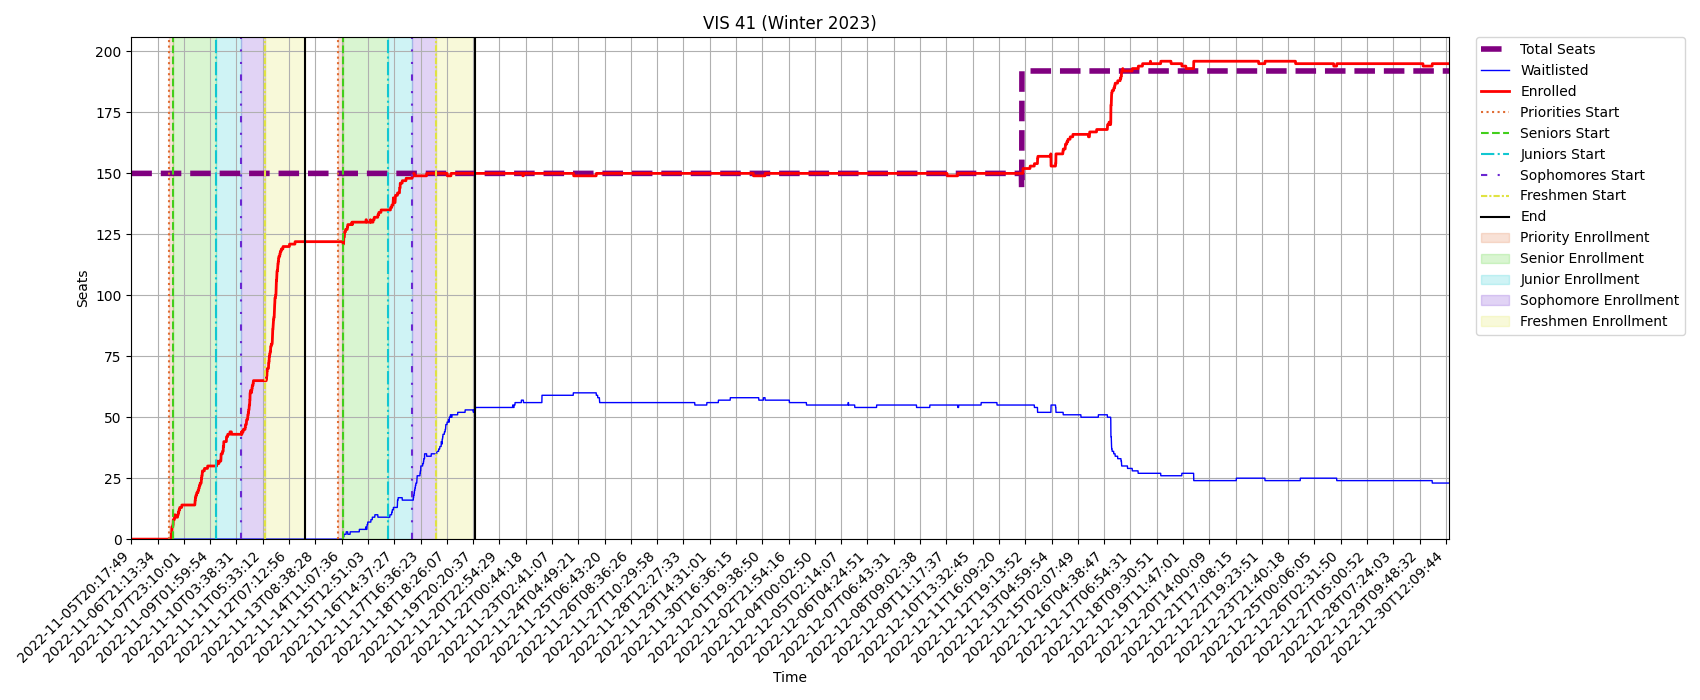 VIS 41 (Winter 2023)
Seats
200
175
150
125
100
75
50
25
0
2022-11-05T20:17:49
2022-11-06T21:13:34
2022-11-07T23:10:01
2022-11-09T01:59:54
2022-11-10T03:38:31
2022-11-11T05:33:12
2022-11-12T07:12:56
2022-11-13T08:38:28
2022-11-14T11:07:36
2022-11-15T12:51:03
2022-11-16T14:37:27
2022-11-17T16:36:23
2022-11-18T18:26:07
2022-11-19T20:20:37
2022-11-20T22:54:29
2022-11-22T00:44:18
2022-11-23T02:41:07
2022-11-24T04:49:21
2022-11-25T06:43:20
2022-11-26T08:36:26
2022-11-27T10:29:58
2022-11-28T12:27:33
2022-11-29T14:31:01
2022-11-30T16:36:15
2022-12-01T19:38:50
2022-12-02T21:54:16
2022-12-04T00:02:50
2022-12-05T02:14:07
2022-12-06T04:24:51
2022-12-07T06:43:31
2022-12-08T09:02:38
2022-12-09T11:17:37
2022-12-10T13:32:45
2022-12-11T16:09:20
2022-12-12T19:13:52
2022-12-13T04:59:54
2022-12-15T02:07:49
2022-12-16T04:38:47
2022-12-17T06:54:31
2022-12-18T09:30:51
2022-12-19T11:47:01
2022-12-20T14:00:09
2022-12-21T17:08:15
2022-12-22T19:23:51
2022-12-23T21:40:18
2022-12-25T00:06:05
2022-12-26T02:31:50
2022-12-27T05:00:52
2022-12-28T07:24:03
2022-12-29T09:48:32
2022-12-30T12:09:44
Time
Total Seats
Waitlisted
Enrolled
Priorities Start
Seniors Start
Juniors Start
Sophomores Start
Freshmen Start
End
Priority Enrollment
Senior Enrollment
Junior Enrollment
Sophomore Enrollment
Freshmen Enrollment